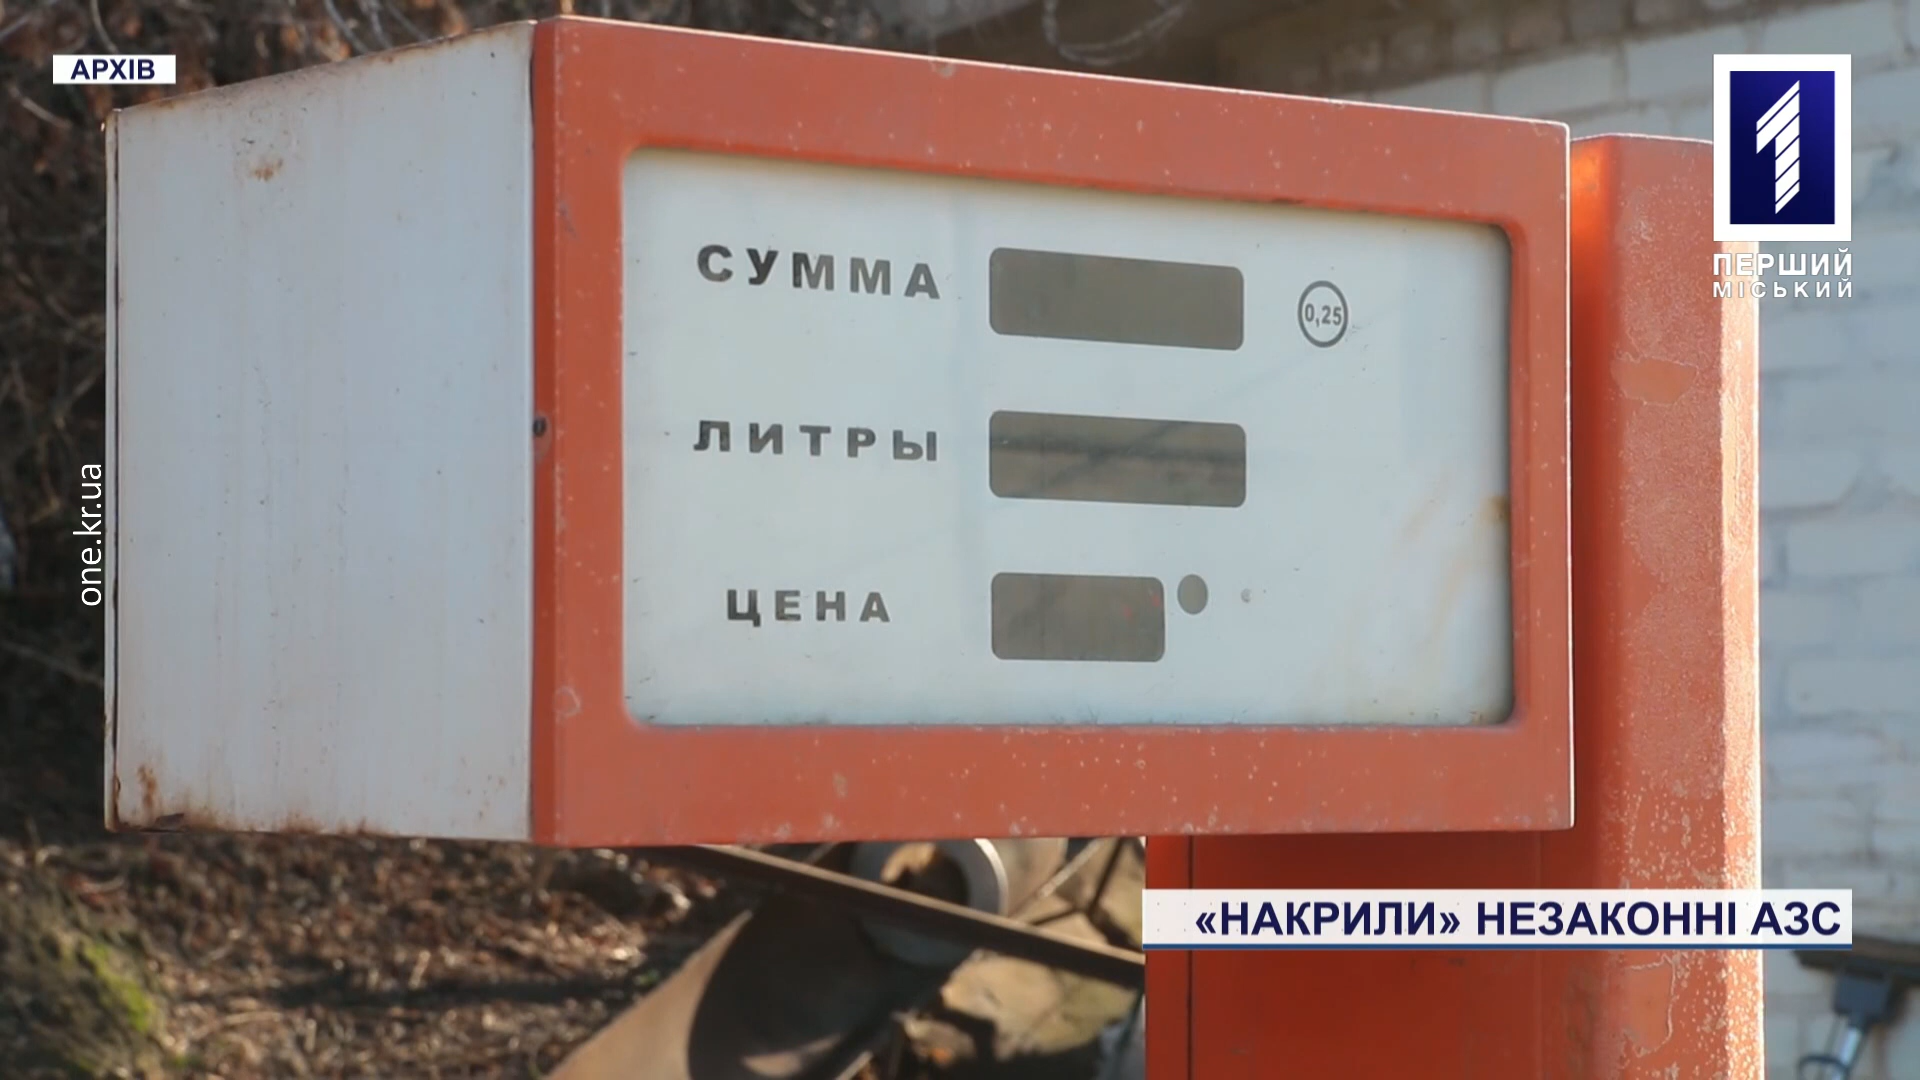 АРХІВ
ПЕРШИЙ
МІСЬКИЙ
СУММА
0,25
ЛИТРЫ
ЦЕНА
one.kr.ua
«НАКРИЛИ» НЕЗАКОННІ АЗС